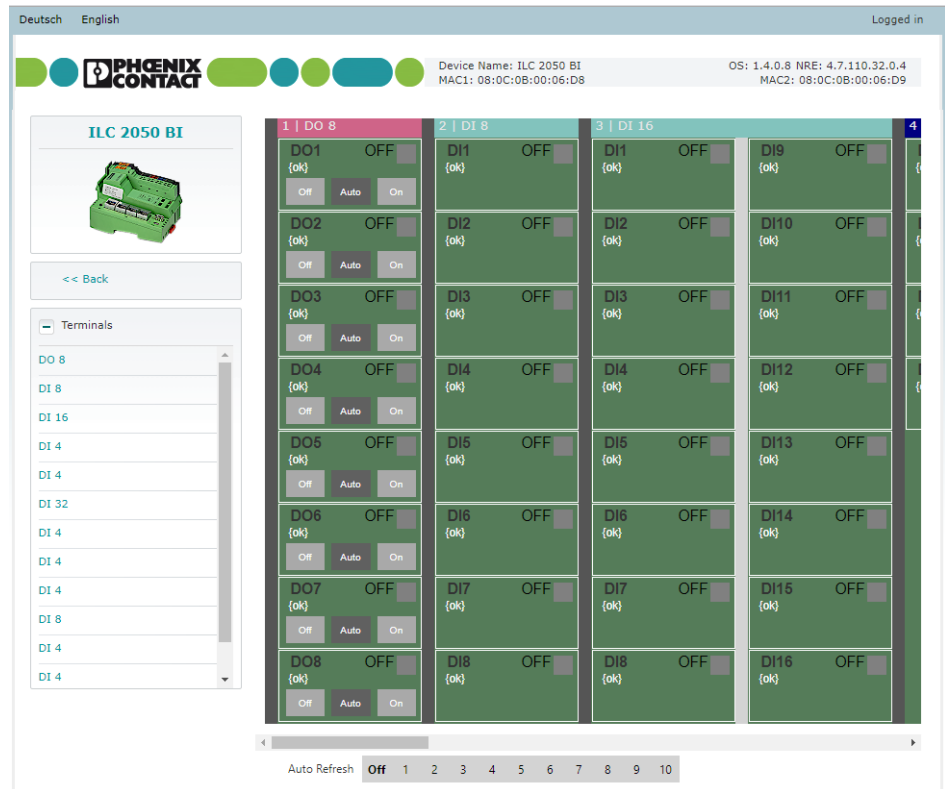 Deutsch English Logged in
PHŒNIX
CONTACT
Device Name: ILC 2050 BI OS: 1.4.0.8 NRE: 4.7.110.32.0.4
MAC1: 08:0C:0B:00:06:D8 MAC2: 08:0C:0B:00:06:D9
ILC 2050 BI
<< Back
Terminals
DO 8
DI 8
DI 16
DI 4
DI 4
DI 32
DI 4
DI 4
DI 4
DI 8
DI 4
DI 4
1 | DO 8 2 | DI 8 3 | DI 16 4
DO1 OFF DI1 OFF DI1 OFF DI9 OFF
{ok} {ok} {ok} {ok}
Off Auto On
DO2 OFF DI2 OFF DI2 OFF DI10 OFF
{ok} {ok} {ok} {ok}
Off Auto On
DO3 OFF DI3 OFF DI3 OFF DI11 OFF
{ok} {ok} {ok} {ok}
Off Auto On
DO4 OFF DI4 OFF DI4 OFF DI12 OFF
{ok} {ok} {ok} {ok}
Off Auto On
DO5 OFF DI5 OFF DI5 OFF DI13 OFF
{ok} {ok} {ok} {ok}
Off Auto On
DO6 OFF DI6 OFF DI6 OFF DI14 OFF
{ok} {ok} {ok} {ok}
Off Auto On
DO7 OFF DI7 OFF DI7 OFF DI15 OFF
{ok} {ok} {ok} {ok}
Off Auto On
DO8 OFF DI8 OFF DI8 OFF DI16 OFF
{ok} {ok} {ok} {ok}
Off Auto On
Auto Refresh Off 1 2 3 4 5 6 7 8 9 10